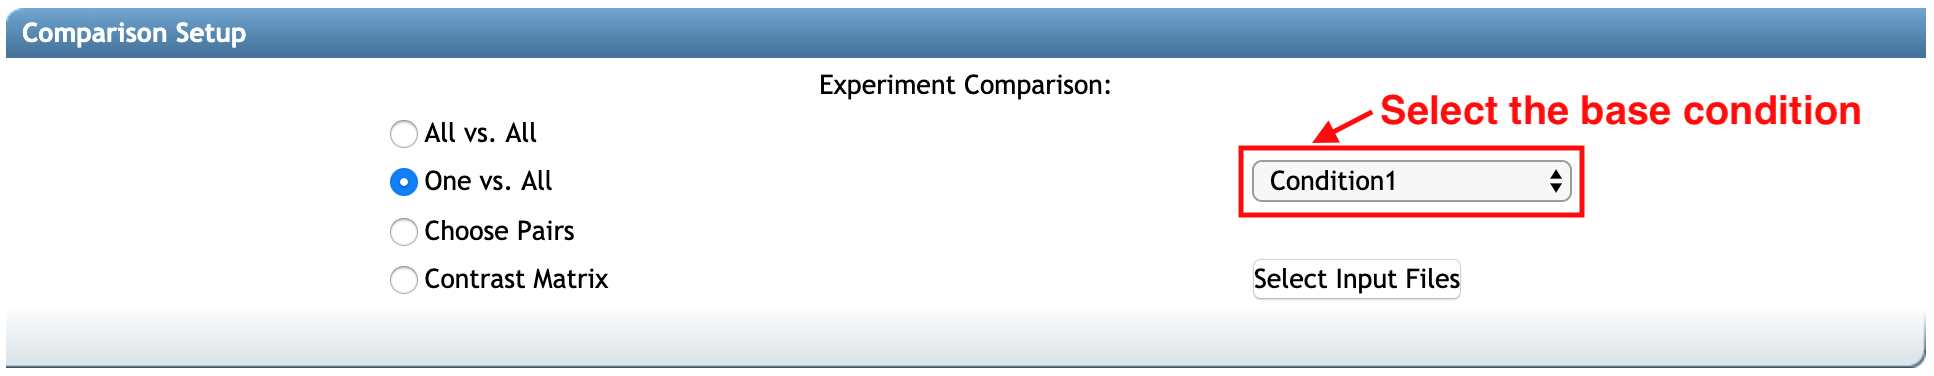 Comparison Setup
Experiment Comparison:
Select the base condition
All vs. All
One vs. All
Condition1
Choose Pairs
Contrast Matrix
Select Input Files